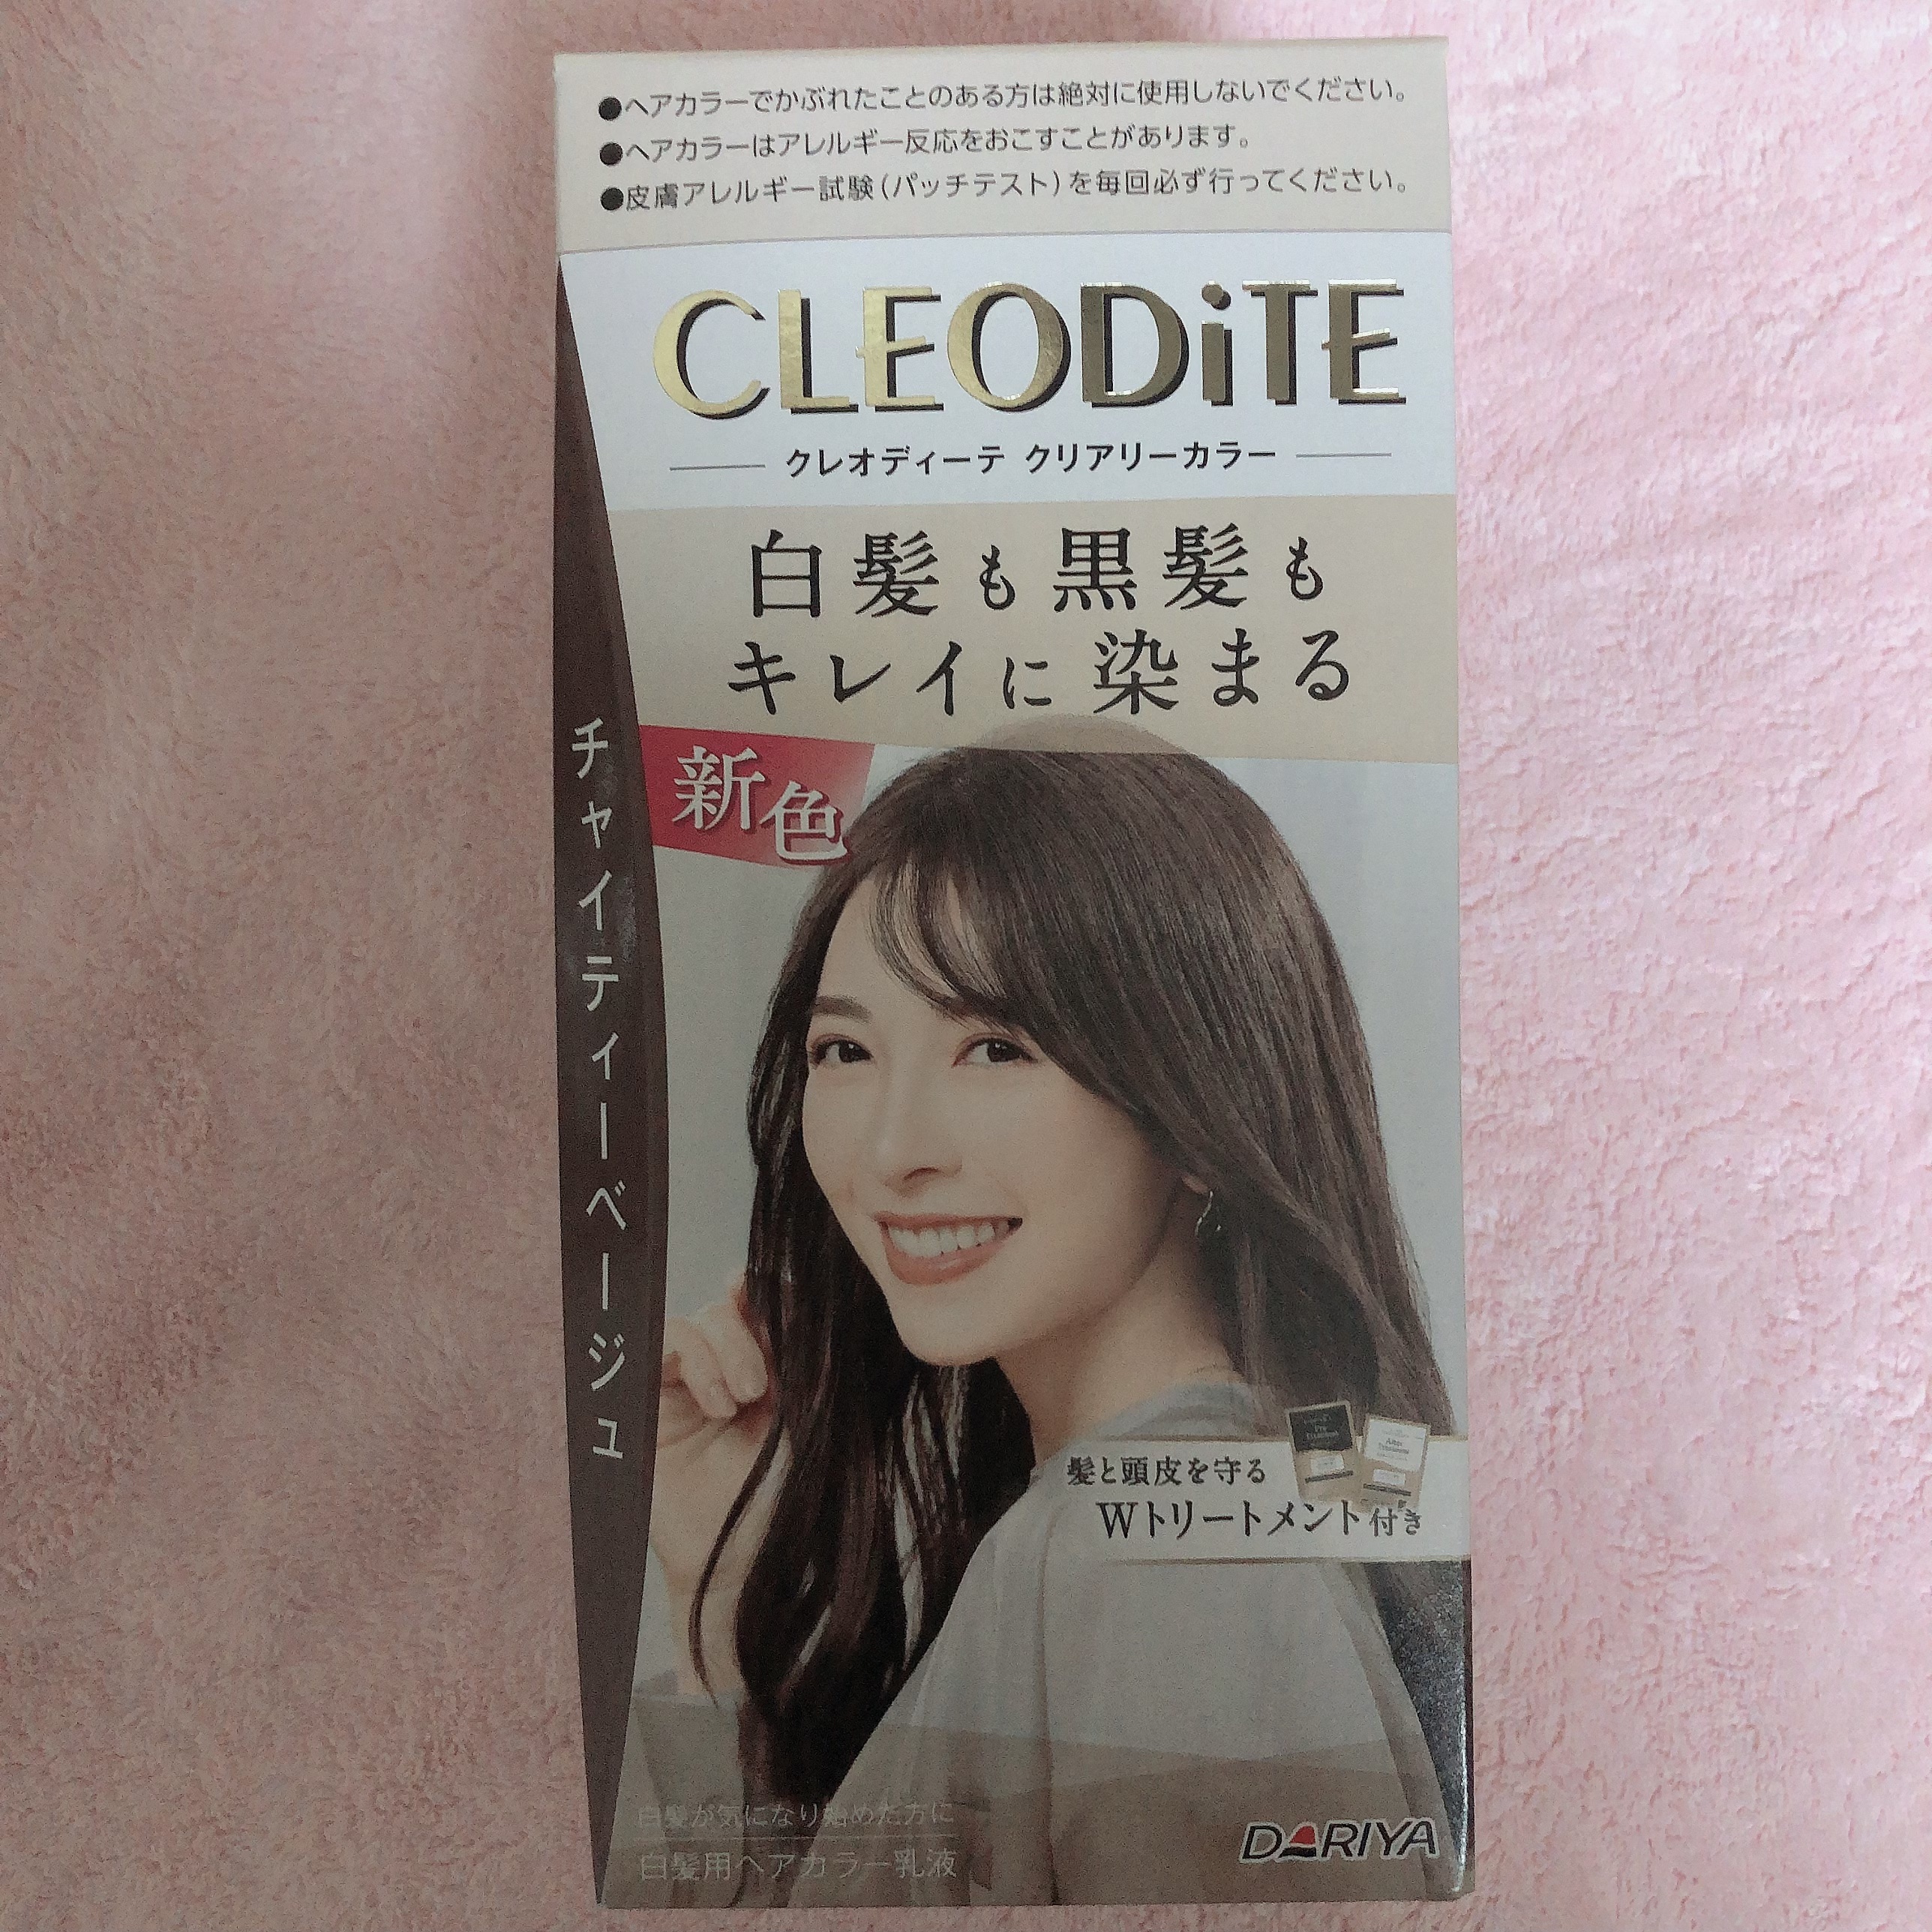 ●ヘアカラーでかぶれたことのある方は絶対に使用しないでください。
●ヘアカラーはアレルギー反応をおこすことがあります。
●皮膚アレルギー試験(パッチテスト)を毎回必ず行ってください。
CLEODiTE
クレオディーテ クリアリーカラー
白髪も黒髪も
キレイに染まる
新色
チャイティーベージュ
髪と頭皮を守る
Wトリートメント付き
白髪が気になり始めた方に
白髪用ヘアカラー乳液
DARIYA